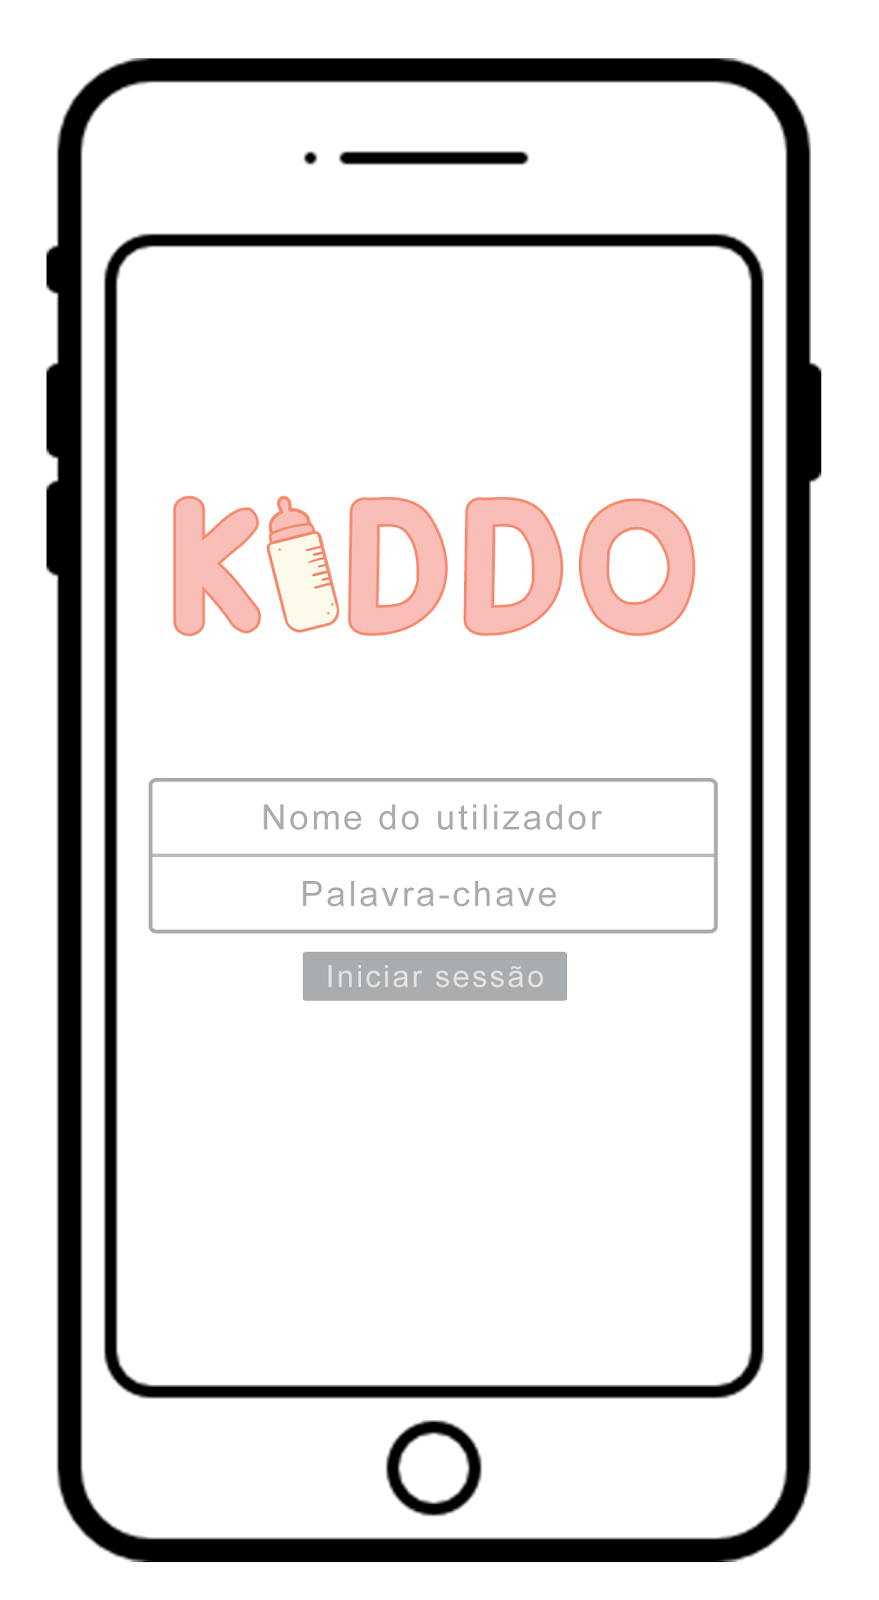 KIDDO
Nome do utilizador
Palavra-chave
Iniciar sessão